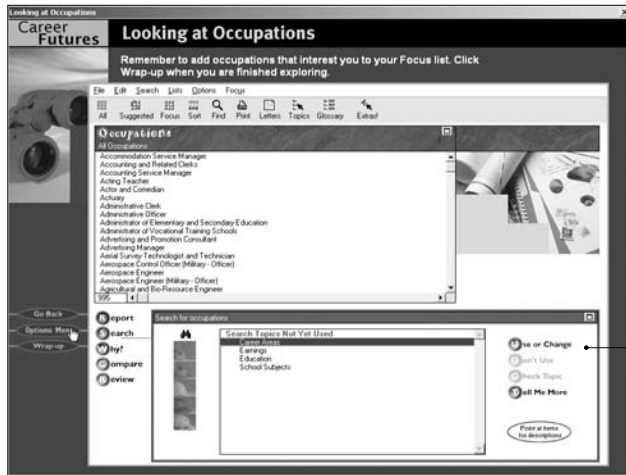 Looking at Occupations
Career
Futures
Looking at Occupations
Remember to add occupations that interest you to your Focus list. Click
Wrap-up when you are finished exploring.
File Edit Search Lists Options Focus
All Suggested Focus Sort Find Print Letters Topics Glossary Extras!
Occupations
All Occupations
Accommodation Service Manager
Accounting and Related Clerks
Accounting Service Manager
Acting Teacher
Actor and Comedian
Actuary
Administrative Clerk
Administrative Officer
Administrator of Elementary and Secondary Education
Administrator of Vocational Training Schools
Advertising and Promotion Consultant
Advertising Manager
Aerial Survey Technologist and Technician
Aerospace Control Officer (Military - Officer)
Aerospace Engineer
Aerospace Engineer (Military - Officer)
Agricultural and Bio-Resource Engineer
995
Go Back
Options Menu
Wrap-up
Report
Search
Why?
Compare
Review
Search for occupations
Search Topics Not Yet Used
Career Areas
Earnings
Education
School Subjects
Use or Change
Don't Use
Check Topic
Tell Me More
Point at items
for descriptions